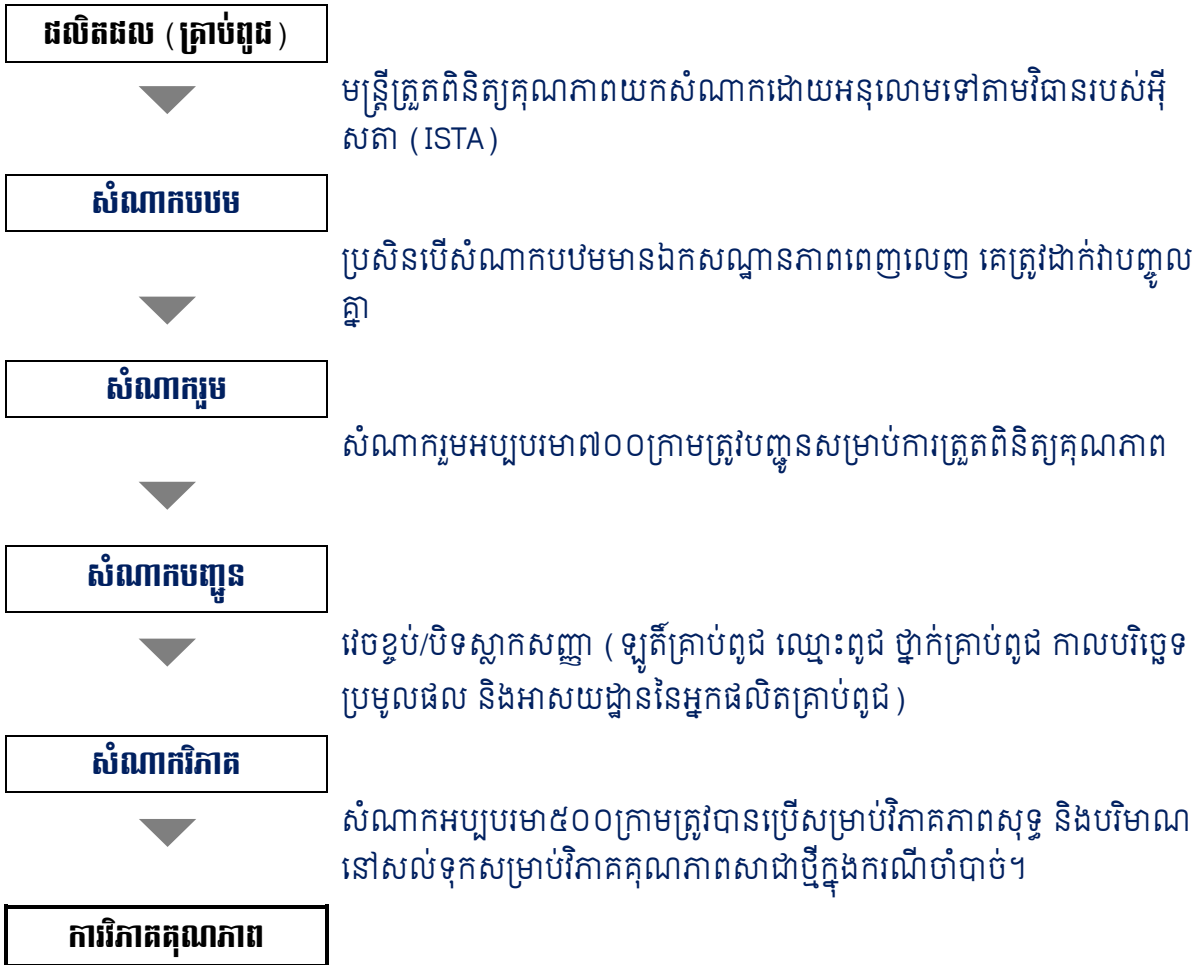 ផលិតផល (គ្រាប់ពូជ)
មន្ត្រីត្រួតពិនិត្យគុណភាពយកសំណាកដោយអនុលោមទៅតាមវិធានរបស់អ៊ី
សតា (ISTA)
សំណាកបឋម
ប្រសិនបើសំណាកបឋមមានឯកសណ្ឋានភាពពេញលេញ គេត្រូវដាក់វាបញ្ចូល
គ្នា
សំណាករួម
សំណាករួមអប្បបរមា៧០០ក្រាមត្រូវបញ្ជូនសម្រាប់ការត្រួតពិនិត្យគុណភាព
សំណាកបញ្ជូន
វេចខ្ចប់/បិទស្លាកសញ្ញា (ឡូតិ៍គ្រាប់ពូជ ឈ្មោះពូជ ថ្នាក់គ្រាប់ពូជ កាលបរិច្ឆេទ
ប្រមូលផល និងអាសយដ្ឋាននៃអ្នកផលិតគ្រាប់ពូជ)
សំណាកវិភាគ
សំណាកអប្បបរមា៥០០ក្រាមត្រូវបានប្រើសម្រាប់វិភាគភាពសុទ្ធ និងបរិមាណ
នៅសល់ទុកសម្រាប់វិភាគគុណភាពសាជាថ្មីក្នុងករណីចាំបាច់។
ការវិភាគគុណភាព